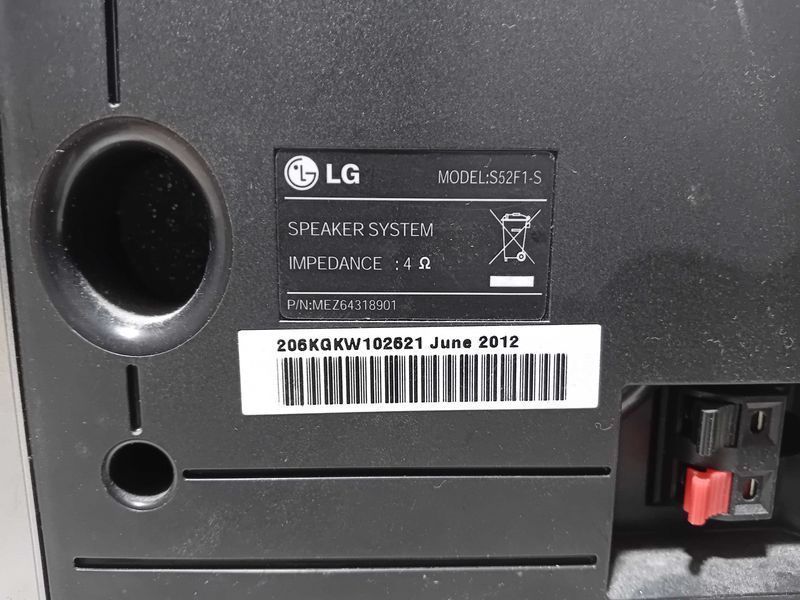 LG MODEL:S52F1-S
SPEAKER SYSTEM
IMPEDANCE : 4 Ω
P/N:MEZ64318901
206KGKW102621 June 2012